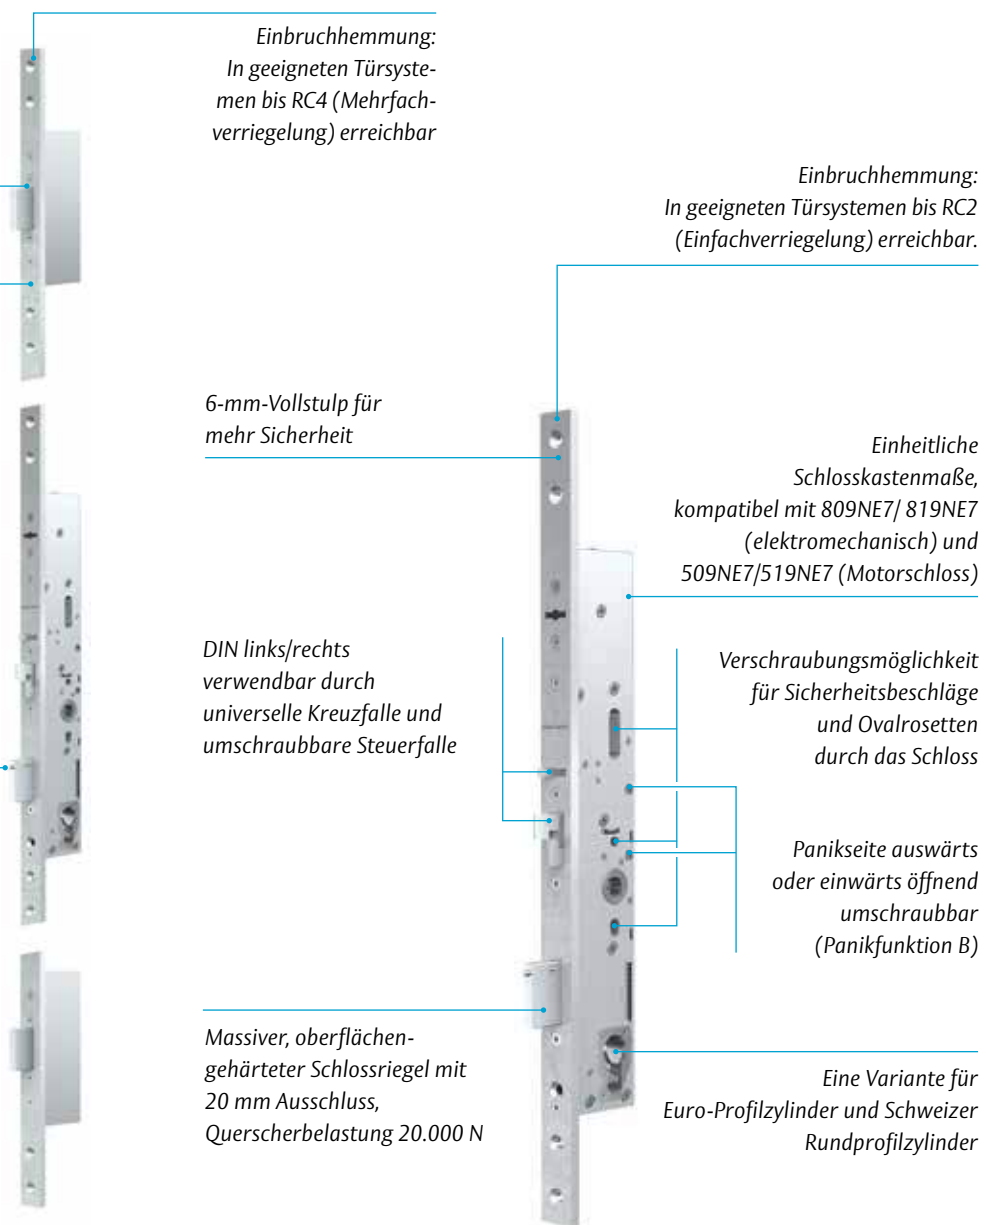 Einbruchhemmung:
In geeigneten Türsyste-
men bis RC4 (Mehrfach-
verriegelung) erreichbar
Einbruchhemmung:
In geeigneten Türsystemen bis RC2
(Einfachverriegelung) erreichbar.
6-mm-Vollstulp für
mehr Sicherheit
Einheitliche
Schlosskastenmaße,
kompatibel mit 809NE7/ 819NE7
(elektromechanisch) und
509NE7/519NE7 (Motorschloss)
DIN links/rechts
verwendbar durch
universelle Kreuzfalle und
umschraubbare Steuerfalle
Verschraubungsmöglichkeit
für Sicherheitsbeschläge
und Ovalrosetten
durch das Schloss
Panikseite auswärts
oder einwärts öffnend
umschraubbar
(Panikfunktion B)
Massiver, oberflächen-
gehärteter Schlossriegel mit
20 mm Ausschluss,
Querscherbelastung 20.000 N
Eine Variante für
Euro-Profilzylinder und Schweizer
Rundprofilzylinder